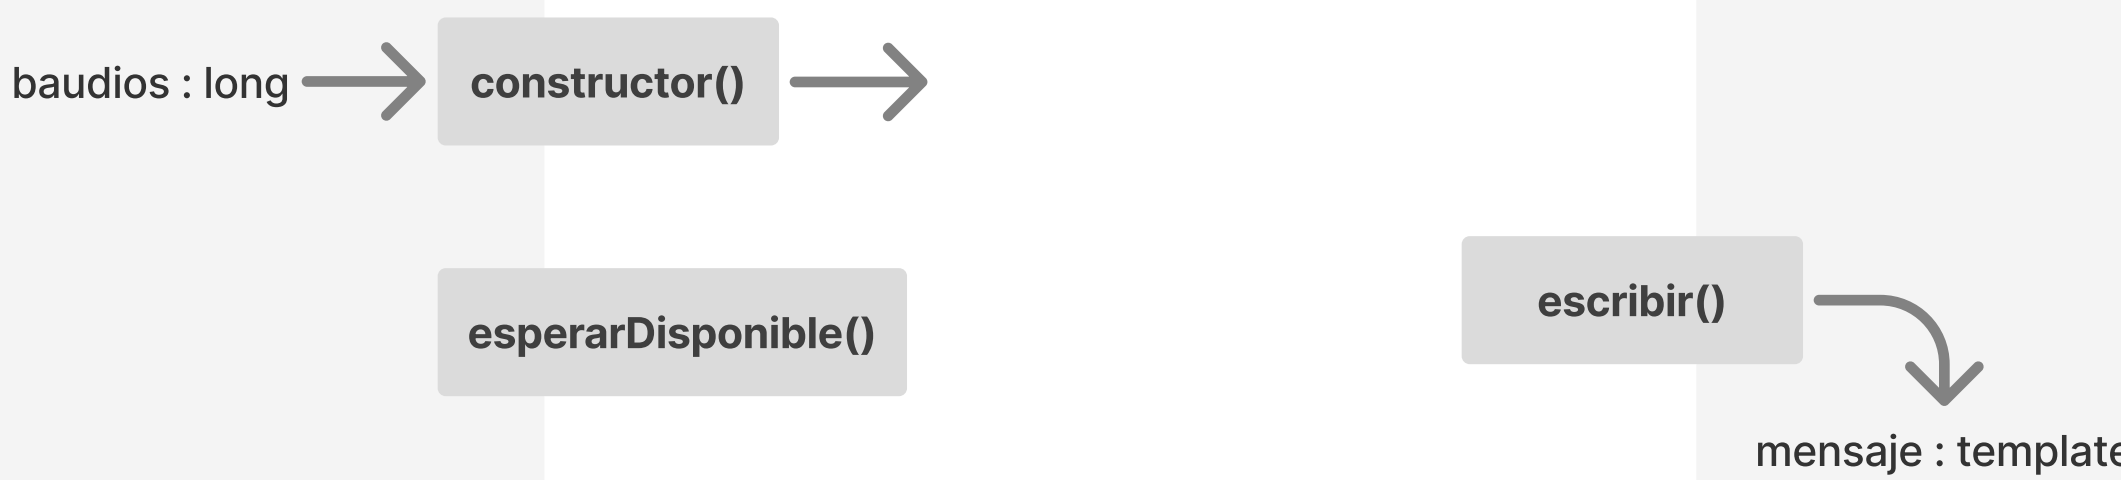 baudios : long
constructor()
esperarDisponible()
escribir()
mensaje : template